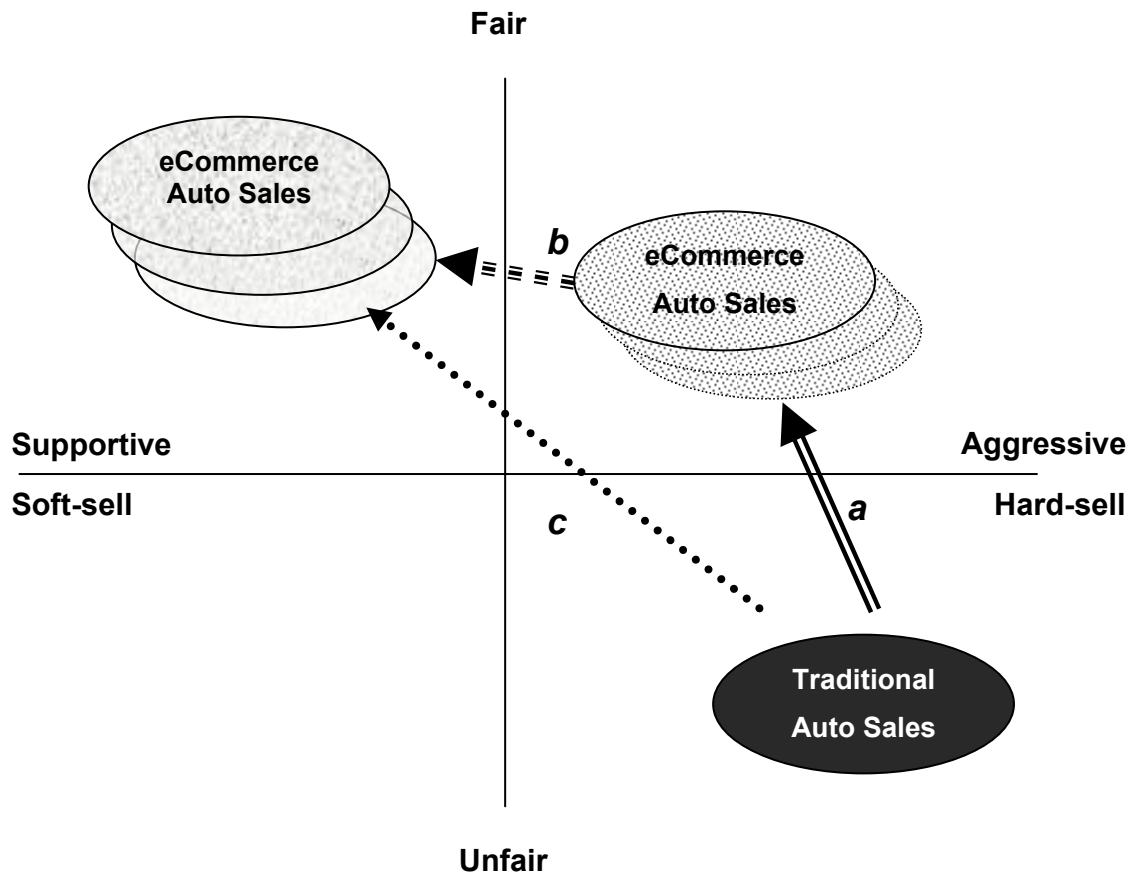 Fair
eCommerce
Auto Sales
b
eCommerce
Auto Sales
Supportive
Aggressive
Soft-sell
Hard-sell
c
a
Traditional
Auto Sales
Unfair